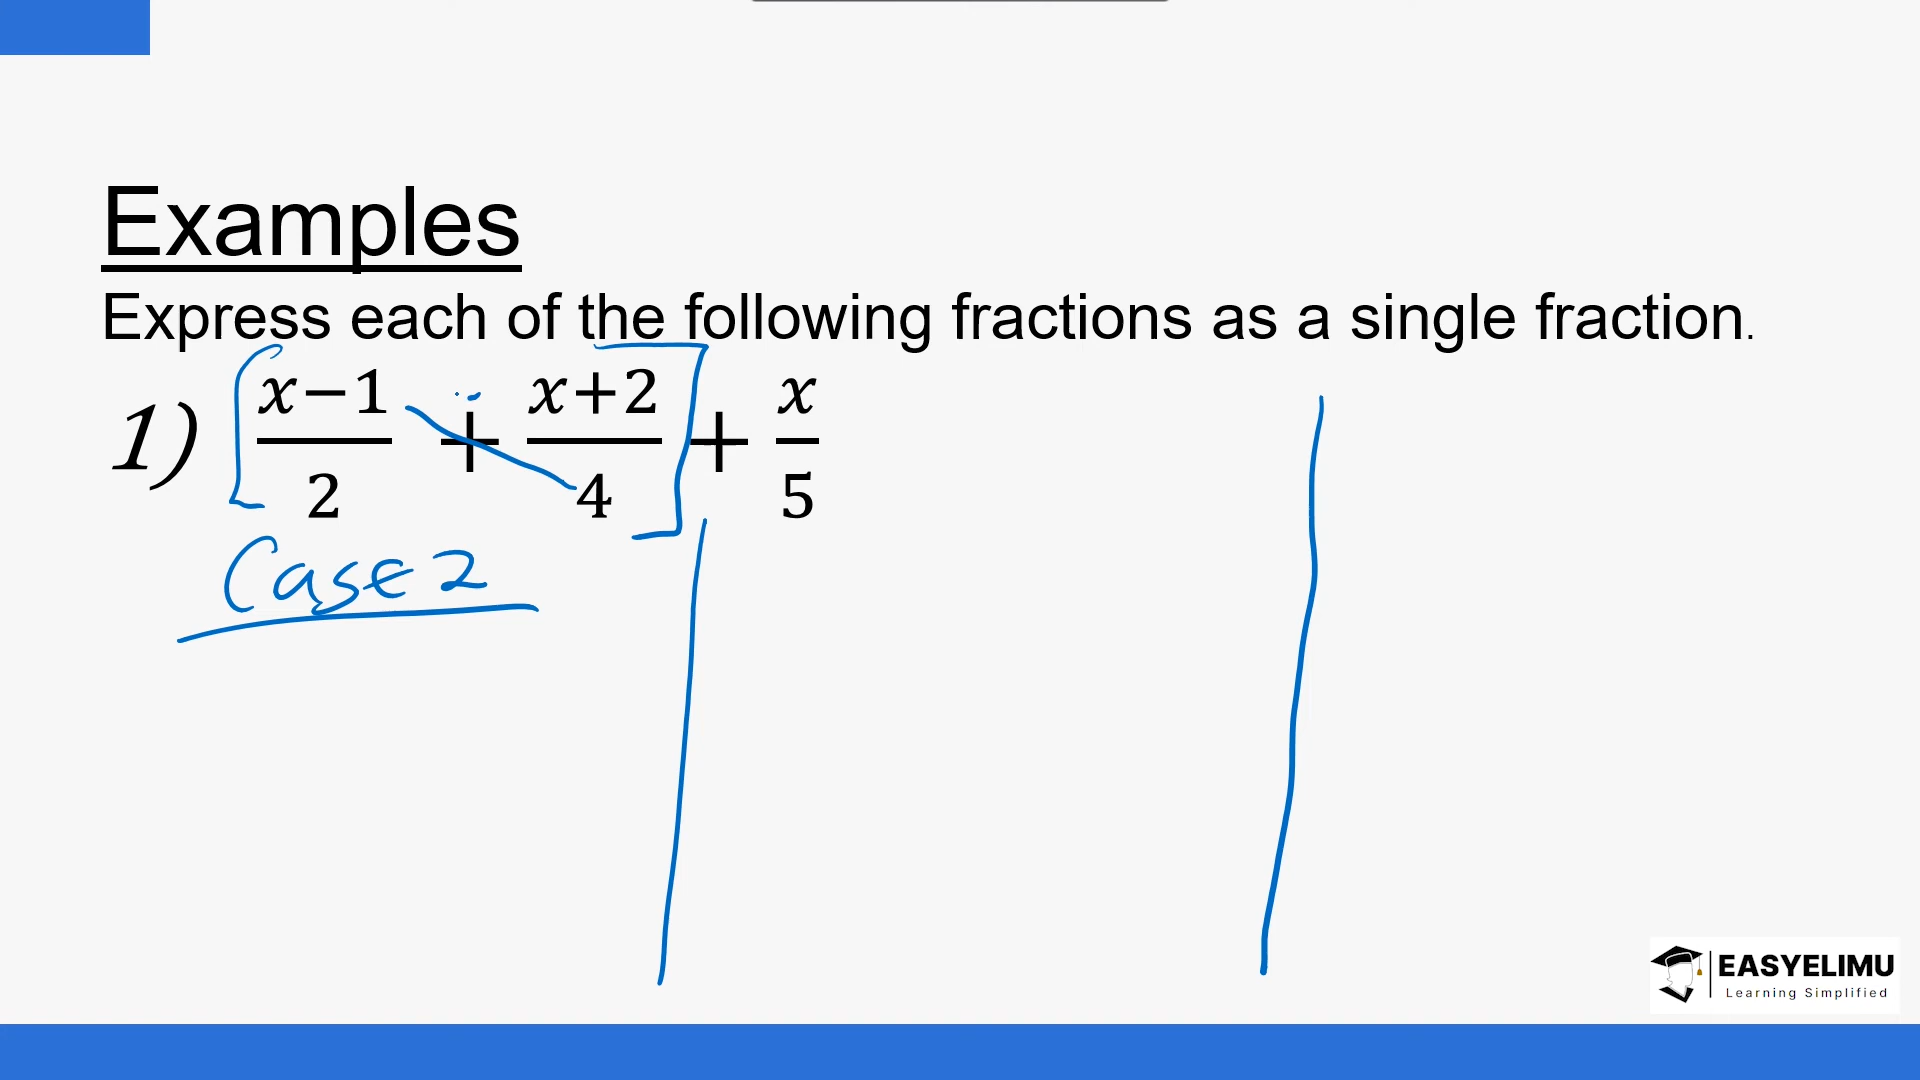 Examples
Express each of the following fractions as a single fraction.
1) [x−1/2 + x+2/4] + x/5
Case 2
EASYELIMU
Learning Simplified